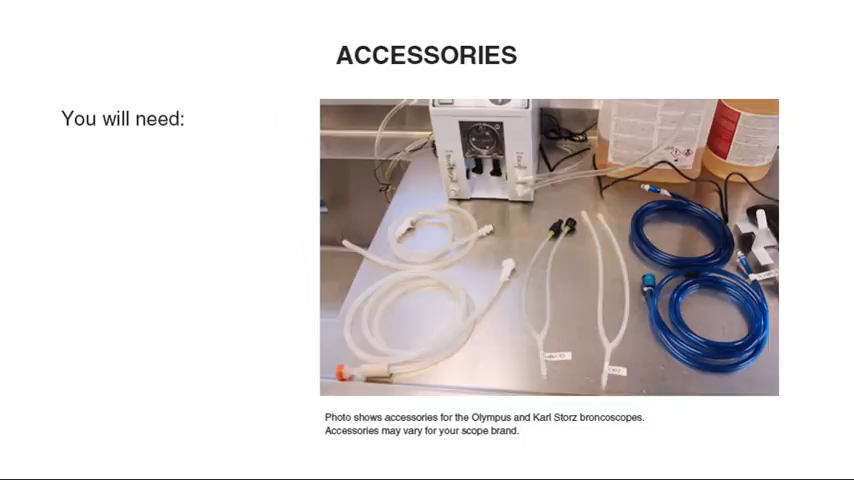 ACCESSORIES
You will need:
Photo shows accessories for the Olympus and Karl Storz broncoscopes.
Accessories may vary for your scope brand.